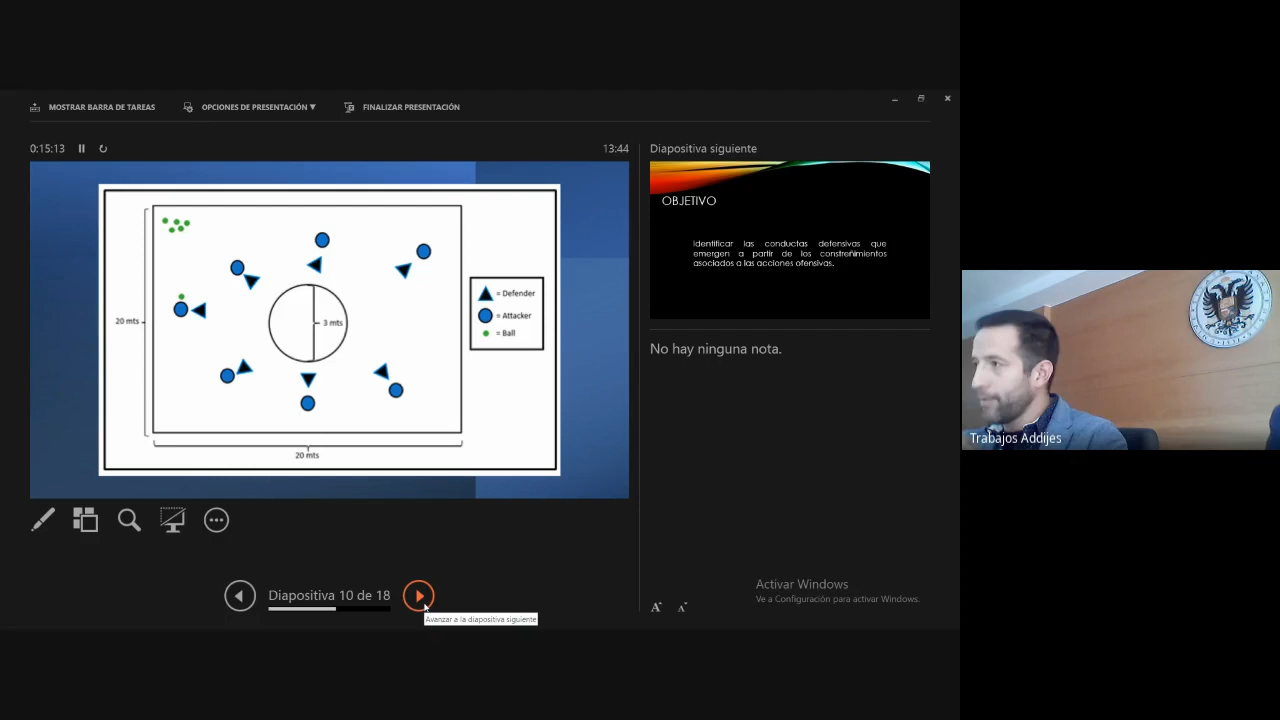 MOSTRAR BARRA DE TAREAS
OPCIONES DE PRESENTACIÓN ▼
FINALIZAR PRESENTACIÓN
0:15:13
13:44
Diapositiva siguiente
20 mts
3 mts
= Defender
= Attacker
= Ball
20 mts
OBJETIVO
Identificar las conductas defensivas que
emergen a partir de los constreñimientos
asociados a las acciones ofensivas.
No hay ninguna nota.
Trabajos Addijes
Diapositiva 10 de 18
Avanzar a la diapositiva siguiente
Activar Windows
Ve a Configuración para activar Windows.
A A